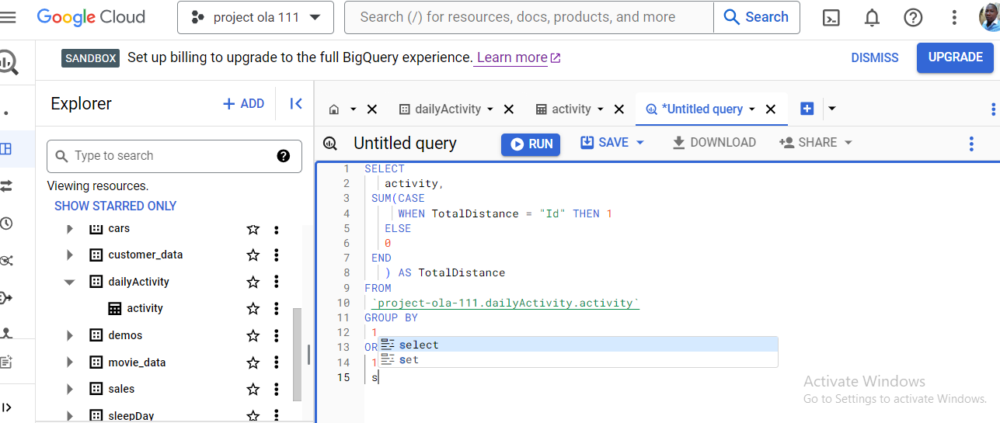 Google Cloud
project ola 111
Search (/) for resources, docs, products, and more
Search
SANDBOX Set up billing to upgrade to the full BigQuery experience. Learn more
DISMISS
UPGRADE
Explorer
+ ADD
dailyActivity
activity
*Untitled query
Type to search
Untitled query
RUN
SAVE
DOWNLOAD
SHARE
Viewing resources.
SHOW STARRED ONLY
cars
customer_data
dailyActivity
activity
demos
movie_data
sales
sleepDay
1 SELECT
2 activity,
3 SUM(CASE
4 WHEN TotalDistance = "Id" THEN 1
5 ELSE
6 0
7 END
8 ) AS TotalDistance
9 FROM
10 `project-ola-111.dailyActivity.activity`
11 GROUP BY
12 1
13 OR
14 1
15 s
select
set
Activate Windows
Go to Settings to activate Windows.